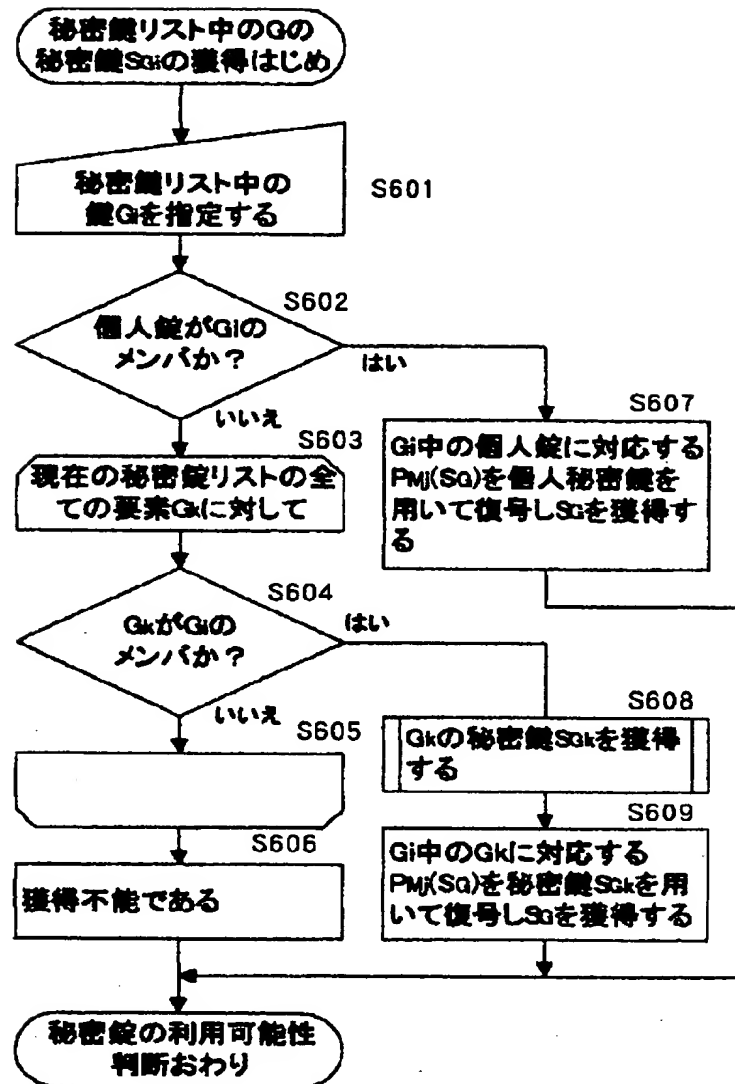 秘密鍵リスト中のGの
秘密鍵SGiの獲得はじめ
秘密鍵リスト中の
鍵Giを指定する
S601
S602
個人錠がGiの
メンバか？
はい
いいえ
S603
現在の秘密錠リストの全
ての要素Gkに対して
S604
GkがGiの
メンバか？
はい
いいえ
S605
S606
獲得不能である
S607
Gi中の個人錠に対応する
PMj(SG)を個人秘密鍵を
用いて復号しSGを獲得す
る
S608
Gkの秘密鍵SGkを獲得
する
S609
Gi中のGkに対応する
PMj(SG)を秘密鍵SGkを用
いて復号しSGを獲得する
秘密錠の利用可能性
判断おわり